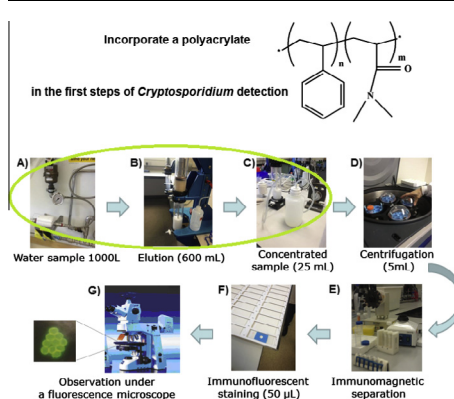 Incorporate a polyacrylate
in the first steps of Cryptosporidium detection
n
m
O
N
A)
B)
C)
D)
Water sample 1000L
Elution (600 mL)
Concentrated
sample (25 mL)
Centrifugation
(5mL)
G)
F)
E)
Observation under
a fluorescence microscope
Immunofluorescent
staining (50 µL)
Immunomagnetic
separation